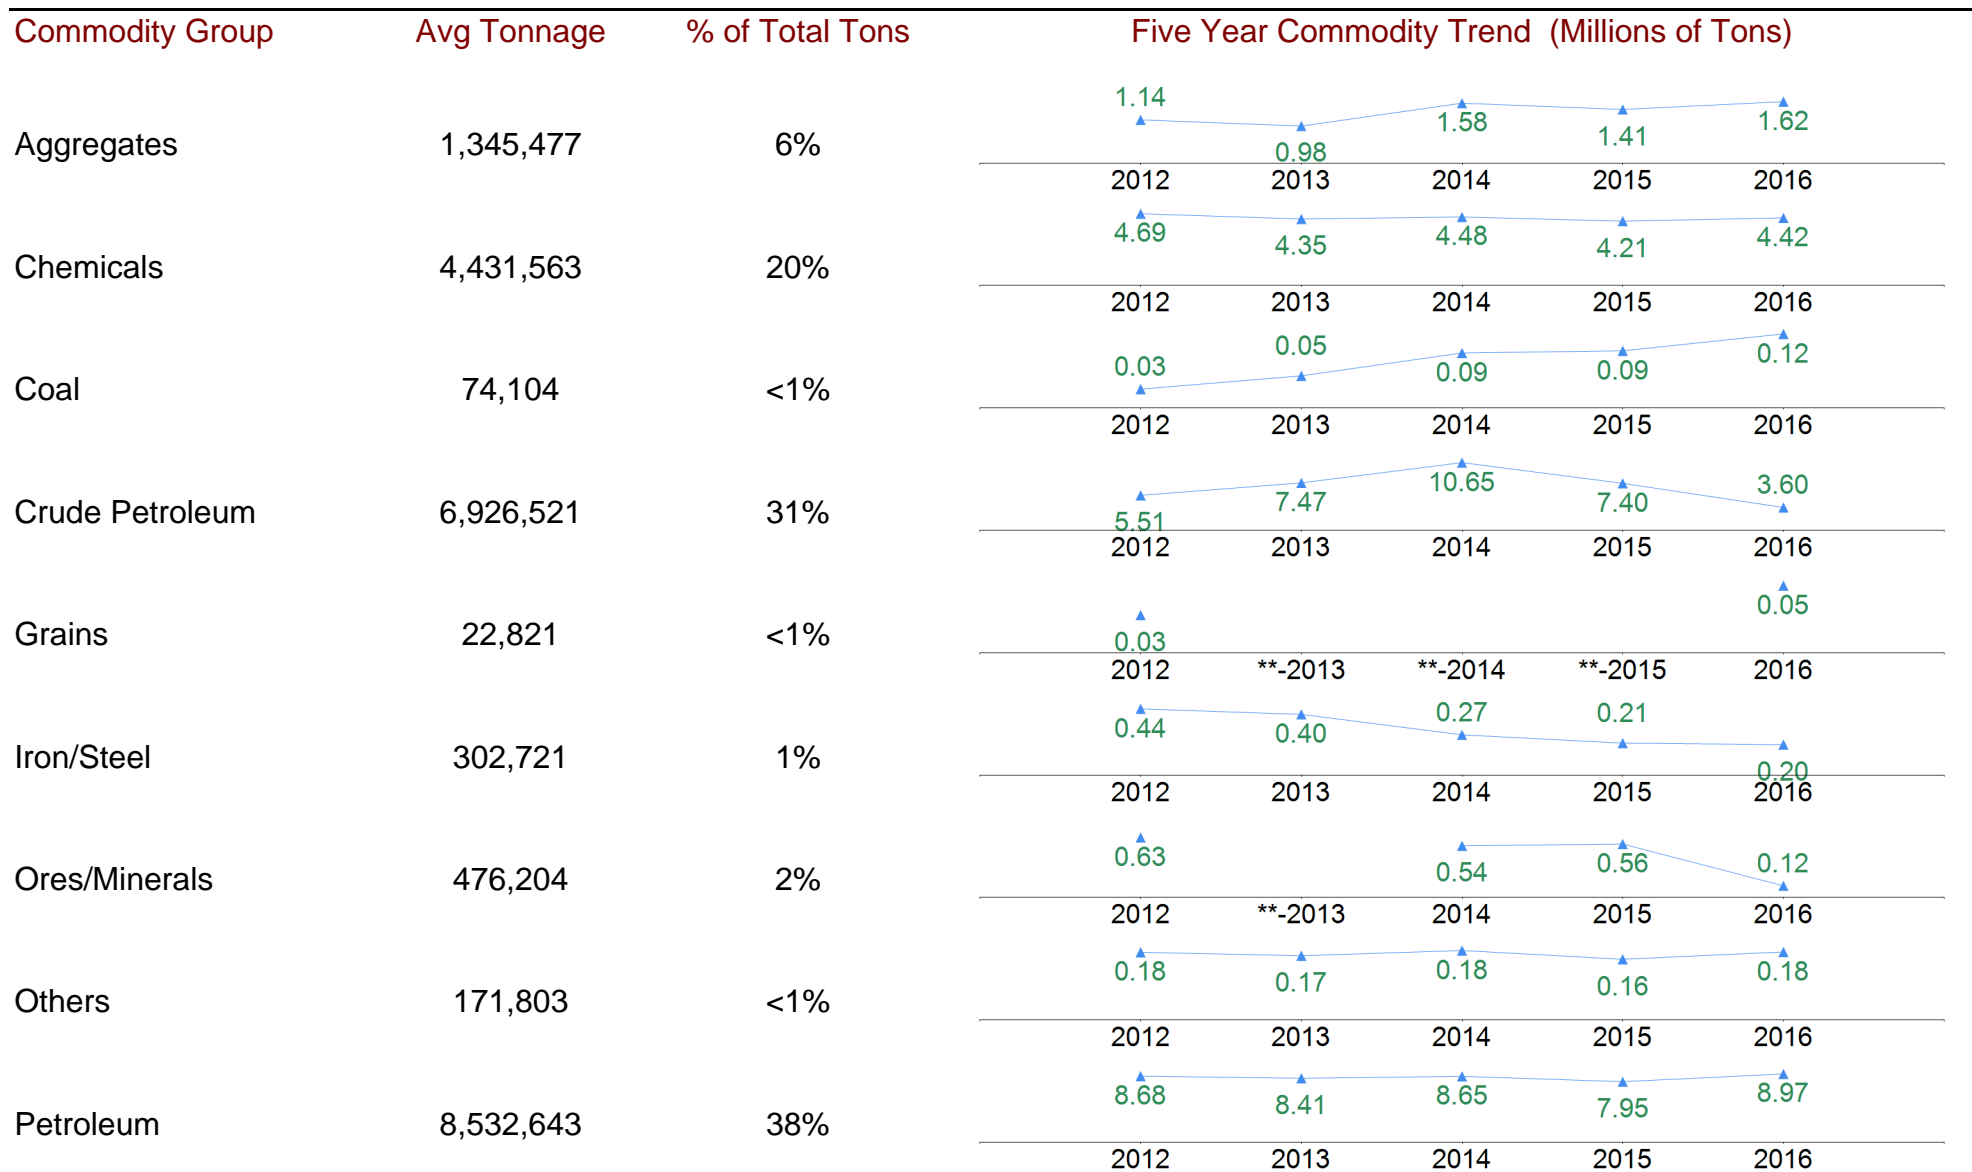 Commodity Group Avg Tonnage % of Total Tons Five Year Commodity Trend (Millions of Tons)
Aggregates 1,345,477 6%
1.14 0.98 1.58 1.41 1.62
2012 2013 2014 2015 2016
Chemicals 4,431,563 20%
4.69 4.35 4.48 4.21 4.42
2012 2013 2014 2015 2016
Coal 74,104 <1%
0.03 0.05 0.09 0.09 0.12
2012 2013 2014 2015 2016
Crude Petroleum 6,926,521 31%
5.51 7.47 10.65 7.40 3.60
2012 2013 2014 2015 2016
Grains 22,821 <1%
0.03 0.05
2012 **-2013 **-2014 **-2015 2016
Iron/Steel 302,721 1%
0.44 0.40 0.27 0.21 0.20
2012 2013 2014 2015 2016
Ores/Minerals 476,204 2%
0.63 0.54 0.56 0.12
2012 **-2013 2014 2015 2016
Others 171,803 <1%
0.18 0.17 0.18 0.16 0.18
2012 2013 2014 2015 2016
Petroleum 8,532,643 38%
8.68 8.41 8.65 7.95 8.97
2012 2013 2014 2015 2016